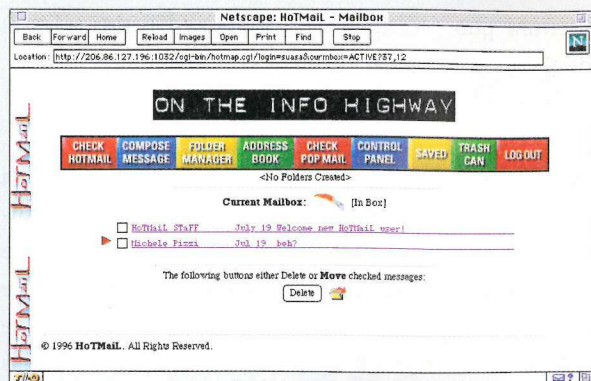 Netscape: HoTMaiL - Mailbox
Back Forward Home Reload Images Open Print Find Stop
Location: http://206.86.127.196:1032/cgi-bin/hotmap.cgi/login=suasa&curmbox=ACTIVE?37,12
N
ON THE INFO HIGHWAY
HoTMaiL
CHECK HOTMAIL COMPOSE MESSAGE FOLDER MANAGER ADDRESS BOOK CHECK POP MAIL CONTROL PANEL SAVED TRASH CAN LOG OUT
<No Folders Created>
Current Mailbox: [In Box]
HoTMaiL STaFF July 19 Welcome new HoTMaiL user!
Michele Pizzi Jul 19 boh?
HoTMaiL
The following buttons either Delete or Move checked messages:
Delete
© 1996 HoTMaiL. All Rights Reserved.